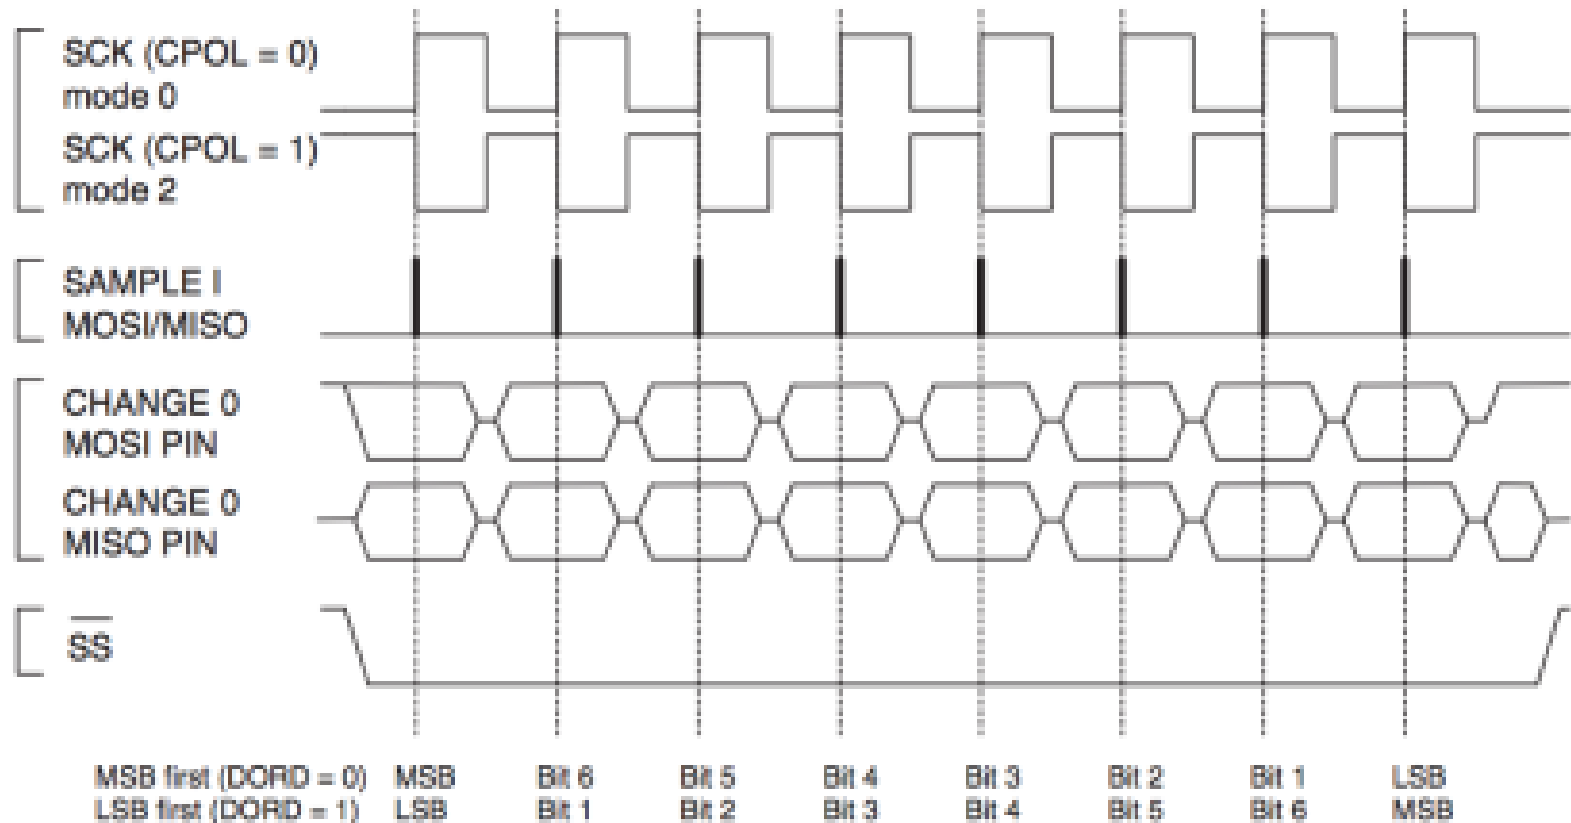 SCK (CPOL = 0)
mode 0
SCK (CPOL = 1)
mode 2
SAMPLE I
MOSI/MISO
CHANGE 0
MOSI PIN
CHANGE 0
MISO PIN
SS
MSB first (DORD = 0) MSB Bit 6 Bit 5 Bit 4 Bit 3 Bit 2 Bit 1 LSB
LSB first (DORD = 1) LSB Bit 1 Bit 2 Bit 3 Bit 4 Bit 5 Bit 6 MSB